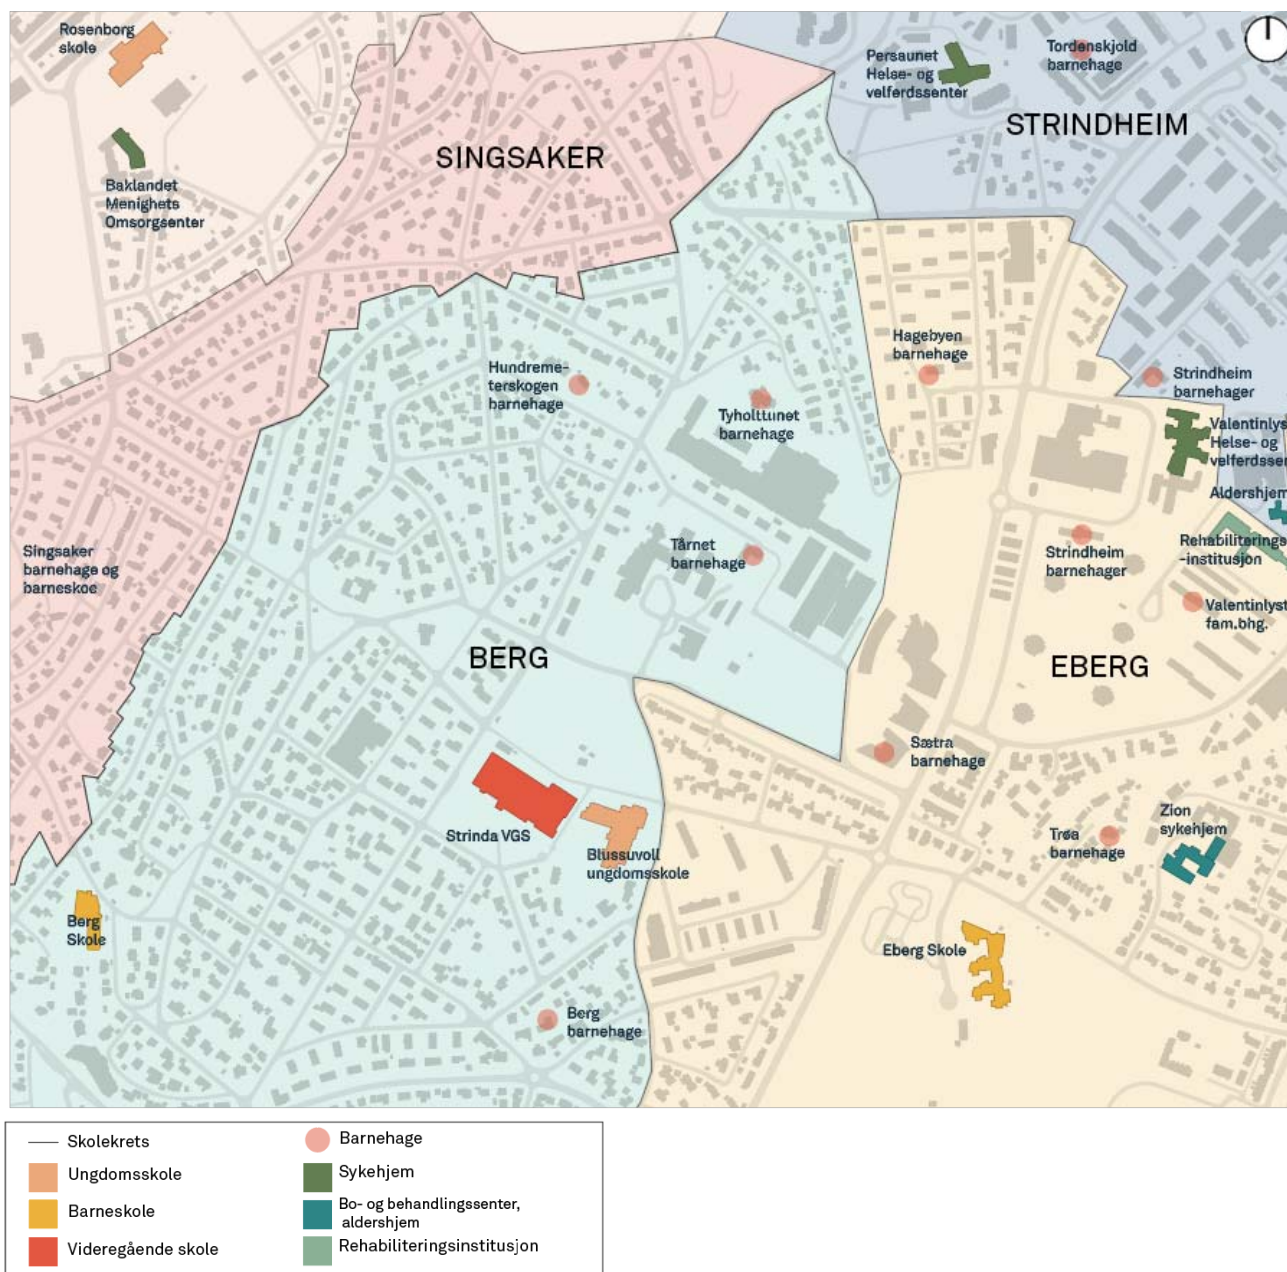 Rosenborg
skole
Persaunet
Helse- og
velferdssenter
Tordenskjold
barnehage
STRINDHEIM
SINGSAKER
Baklandet
Menighets
Omsorgsenter
Hagebyen
barnehage
Hundreme-
terskogen
barnehage
Tyholttunet
barnehage
Strindheim
barnehager
Valentinlyst
Helse- og
velferdssen
Aldershjem
Singsaker
barnehage og
barneskoe
Tårnet
barnehage
Strindheim
barnehager
Rehabiliterings
-institusjon
Valentinlyst
fam.bhg.
BERG
EBERG
Sætra
barnehage
Strinda VGS
Blussuvoll
ungdomsskole
Trøa
barnehage
Zion
sykehjem
Berg
Skole
Eberg Skole
Berg
barnehage
Skolekrets
Ungdomsskole
Barneskole
Videregående skole
Barnehage
Sykehjem
Bo- og behandlingssenter,
aldershjem
Rehabiliteringsinstitusjon